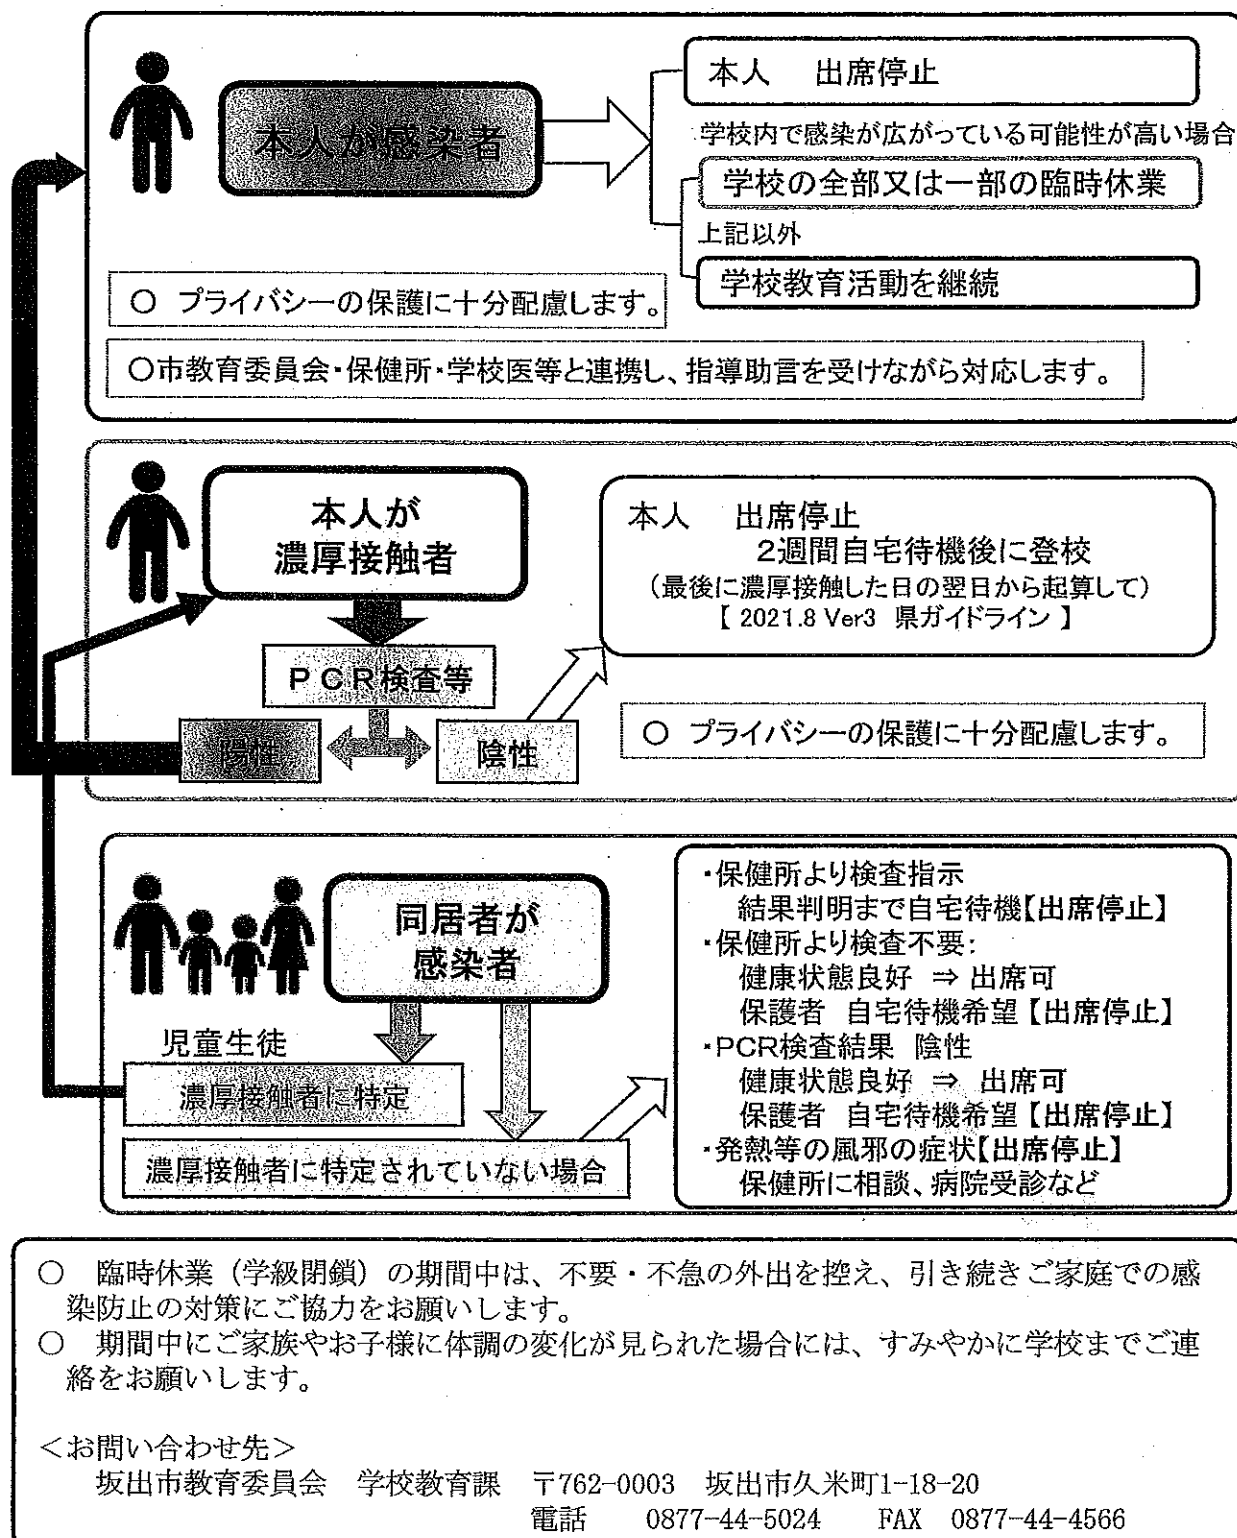 本人が感染者
本人　出席停止
学校内で感染が広がっている可能性が高い場合
学校の全部又は一部の臨時休業
上記以外
学校教育活動を継続
○　プライバシーの保護に十分配慮します。
○市教育委員会・保健所・学校医等と連携し、指導助言を受けながら対応します。
本人が
濃厚接触者
ＰＣＲ検査等
陽性
陰性
本人　出席停止
2週間自宅待機後に登校
（最後に濃厚接触した日の翌日から起算して）
【 2021.8 Ver3　県ガイドライン 】
○　プライバシーの保護に十分配慮します。
同居者が
感染者
児童生徒
濃厚接触者に特定
濃厚接触者に特定されていない場合
・保健所より検査指示
結果判明まで自宅待機【出席停止】
・保健所より検査不要：
健康状態良好　⇒ 出席可
保護者　自宅待機希望【出席停止】
・PCR検査結果　陰性
健康状態良好　⇒　出席可
保護者　自宅待機希望【出席停止】
・発熱等の風邪の症状【出席停止】
保健所に相談、病院受診など
○　臨時休業（学級閉鎖）の期間中は、不要・不急の外出を控え、引き続きご家庭での感
染防止の対策にご協力をお願いします。
○　期間中にご家族やお子様に体調の変化が見られた場合には、すみやかに学校までご連
絡をお願いします。
＜お問い合わせ先＞
坂出市教育委員会　学校教育課　〒762-0003　坂出市久米町1-18-20
電話　0877-44-5024　FAX　0877-44-4566